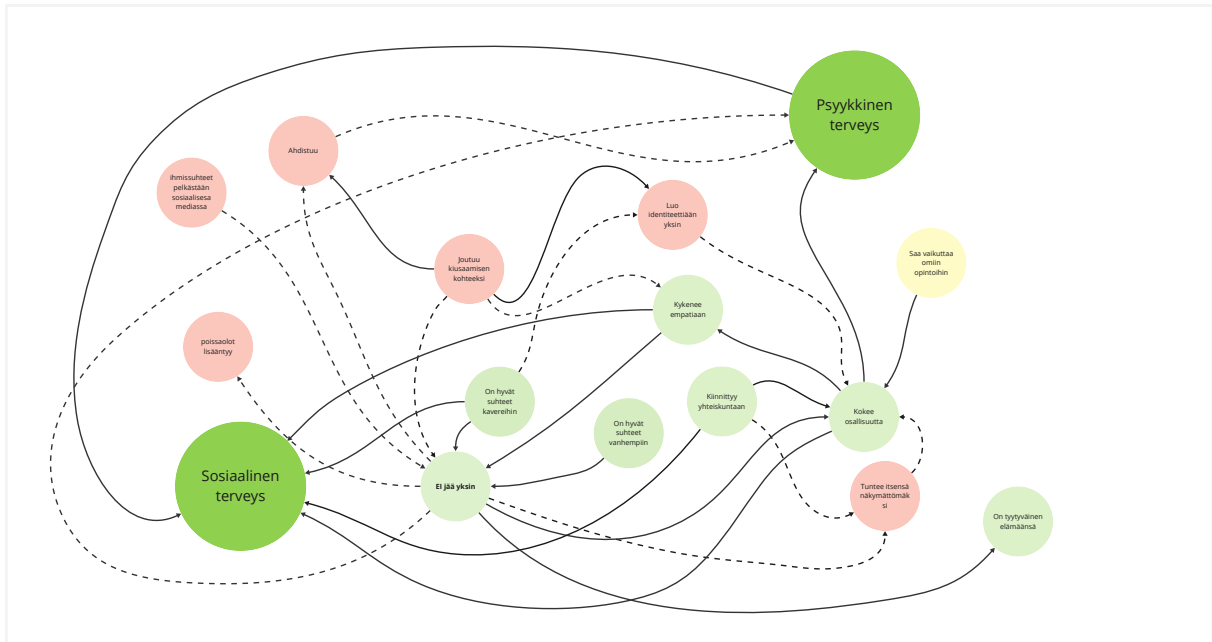 Psyykkinen
terveys
Ahdistuu
ihmissuhteet
pelkästään
sosiaalisesa
mediassa
Luo
identiteettiään
yksin
Joutuu
kiusaamisen
kohteeksi
Saa vaikuttaa
omiin
opintoihin
Kykenee
empatiaan
poissaolot
lisääntyy
On hyvät
suhteet
kavereihin
Kiinnittyy
yhteiskuntaan
Kokee
osallisuutta
On hyvät
suhteet
vanhempiin
Sosiaalinen
terveys
EI jää yksin
Tuntee itsensä
näkymättömäk
si
On tyytyväinen
elämäänsä